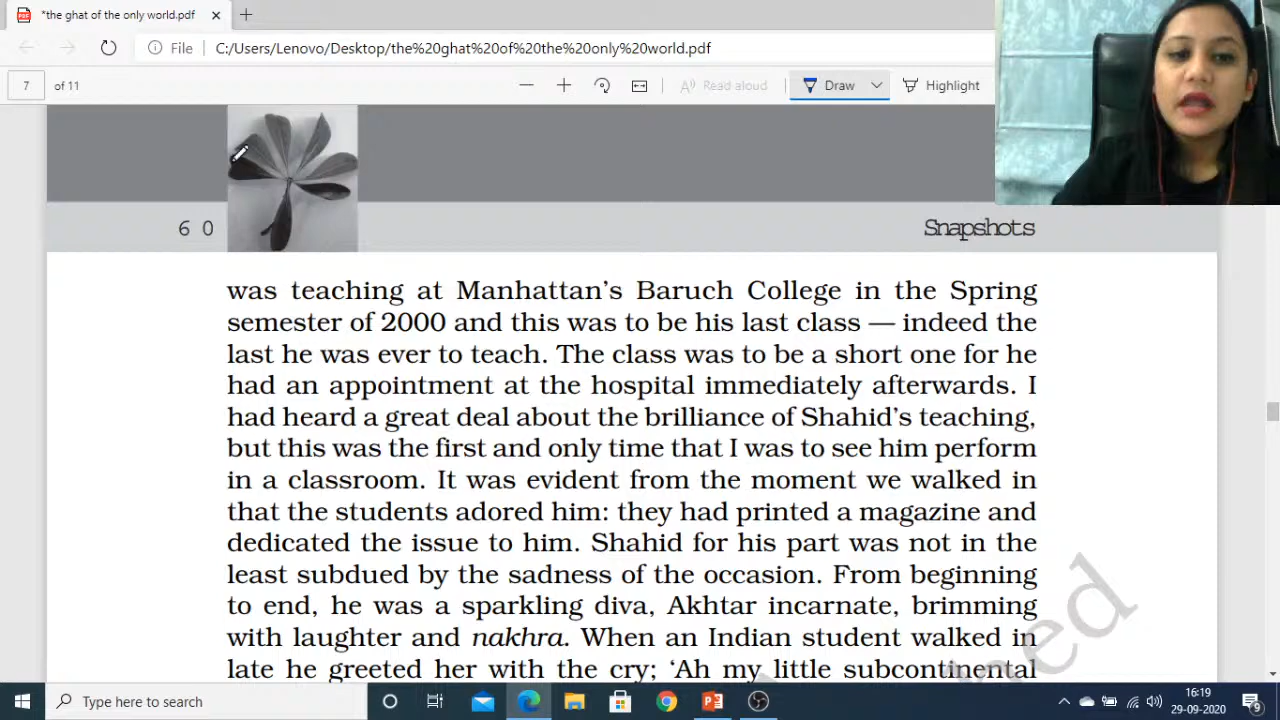 *the ghat of the only world.pdf
File C:/Users/Lenovo/Desktop/the%20ghat%20of%20the%20only%20world.pdf
7 of 11 Read aloud Draw Highlight
60 Snapshots
was teaching at Manhattan's Baruch College in the Spring
semester of 2000 and this was to be his last class — indeed the
last he was ever to teach. The class was to be a short one for he
had an appointment at the hospital immediately afterwards. I
had heard a great deal about the brilliance of Shahid's teaching,
but this was the first and only time that I was to see him perform
in a classroom. It was evident from the moment we walked in
that the students adored him: they had printed a magazine and
dedicated the issue to him. Shahid for his part was not in the
least subdued by the sadness of the occasion. From beginning
to end, he was a sparkling diva, Akhtar incarnate, brimming
with laughter and nakhra. When an Indian student walked in
late he greeted her with the cry; 'Ah my little subcontinental
Type here to search
16:19
29-09-2020
9